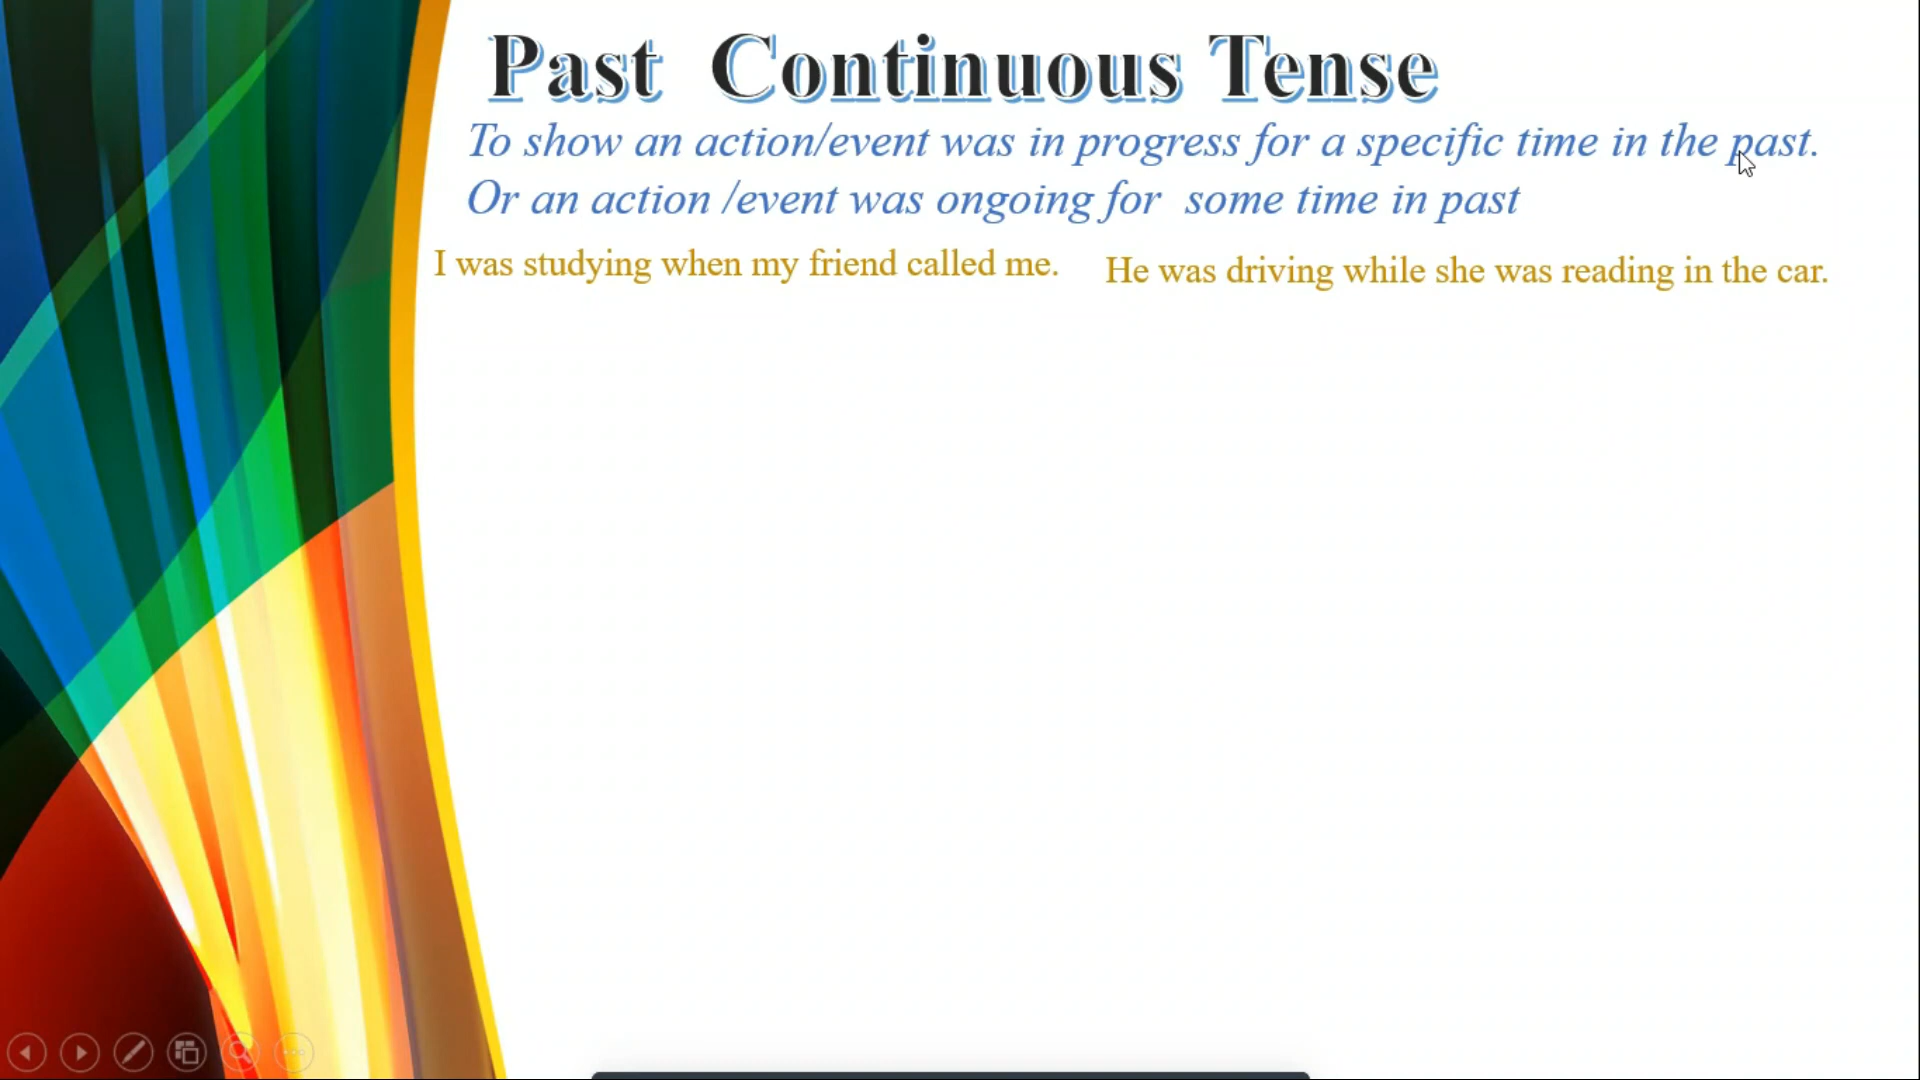 Past Continuous Tense
To show an action/event was in progress for a specific time in the past.
Or an action /event was ongoing for some time in past
I was studying when my friend called me.
He was driving while she was reading in the car.